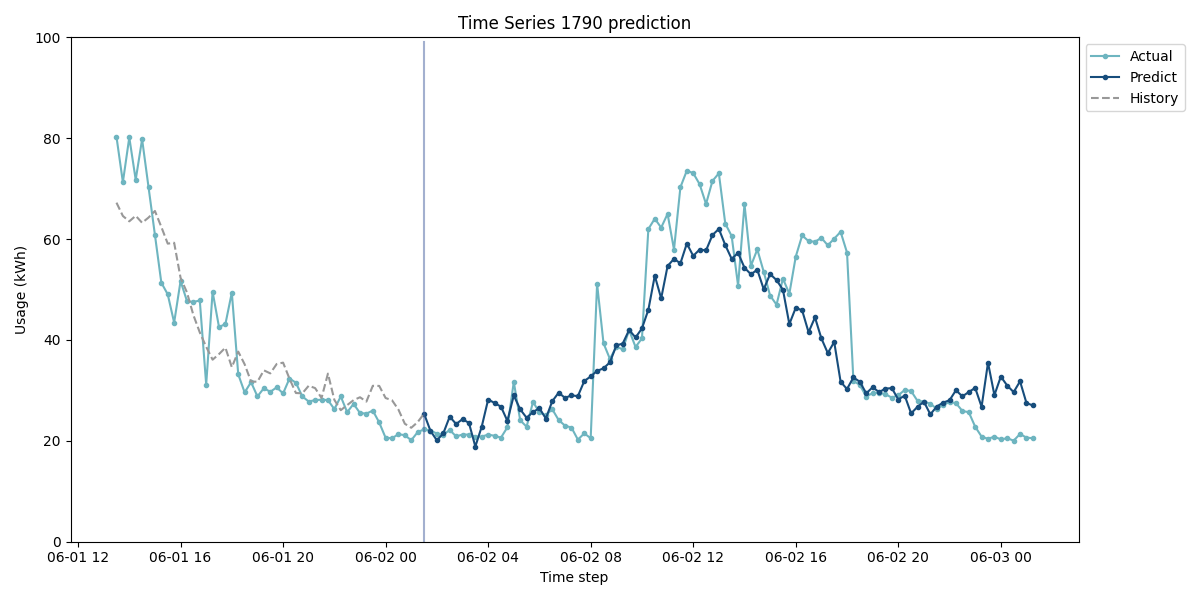 Time Series 1790 prediction
100
80
60
40
20
0
Usage (kWh)
06-01 12
06-01 16
06-01 20
06-02 00
06-02 04
06-02 08
06-02 12
06-02 16
06-02 20
06-03 00
Time step
Actual
Predict
History